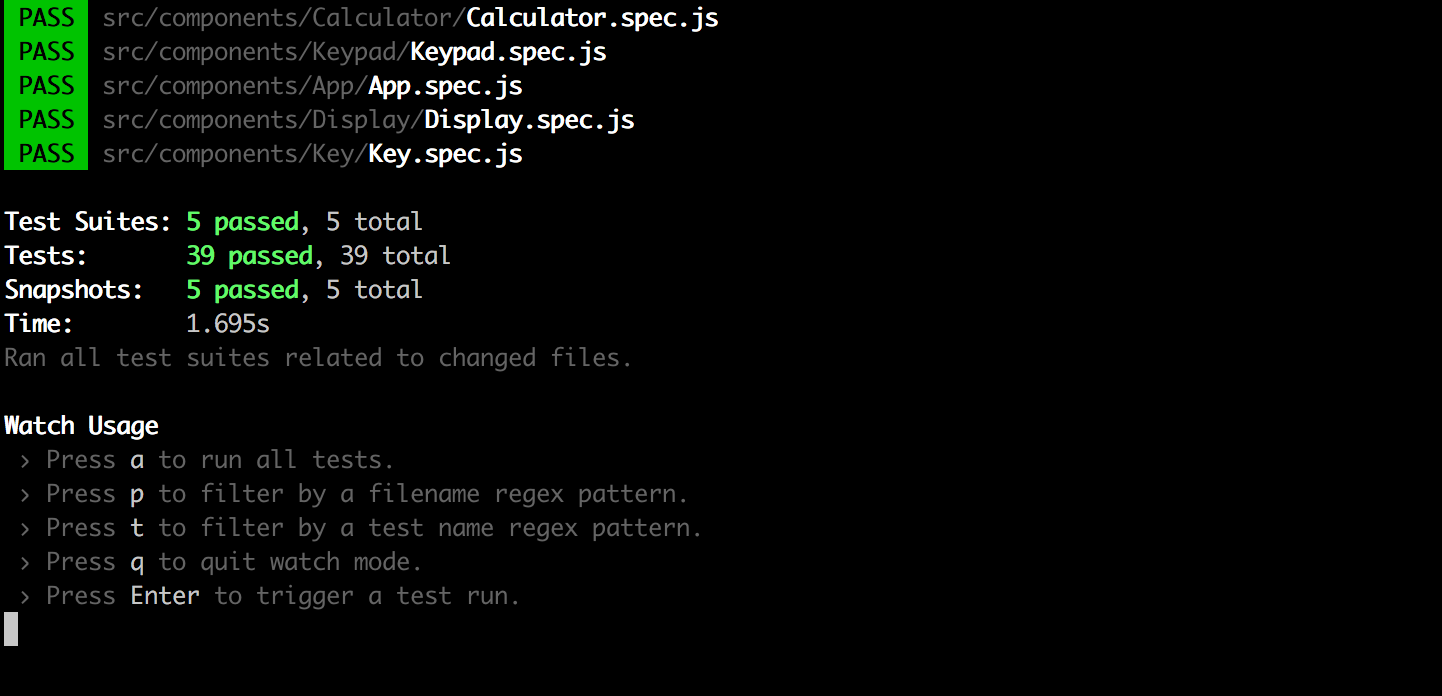 PASS src/components/Calculator/Calculator.spec.js
PASS src/components/Keypad/Keypad.spec.js
PASS src/components/App/App.spec.js
PASS src/components/Display/Display.spec.js
PASS src/components/Key/Key.spec.js
Test Suites: 5 passed, 5 total
Tests: 39 passed, 39 total
Snapshots: 5 passed, 5 total
Time: 1.695s
Ran all test suites related to changed files.
Watch Usage
› Press a to run all tests.
› Press p to filter by a filename regex pattern.
› Press t to filter by a test name regex pattern.
› Press q to quit watch mode.
› Press Enter to trigger a test run.